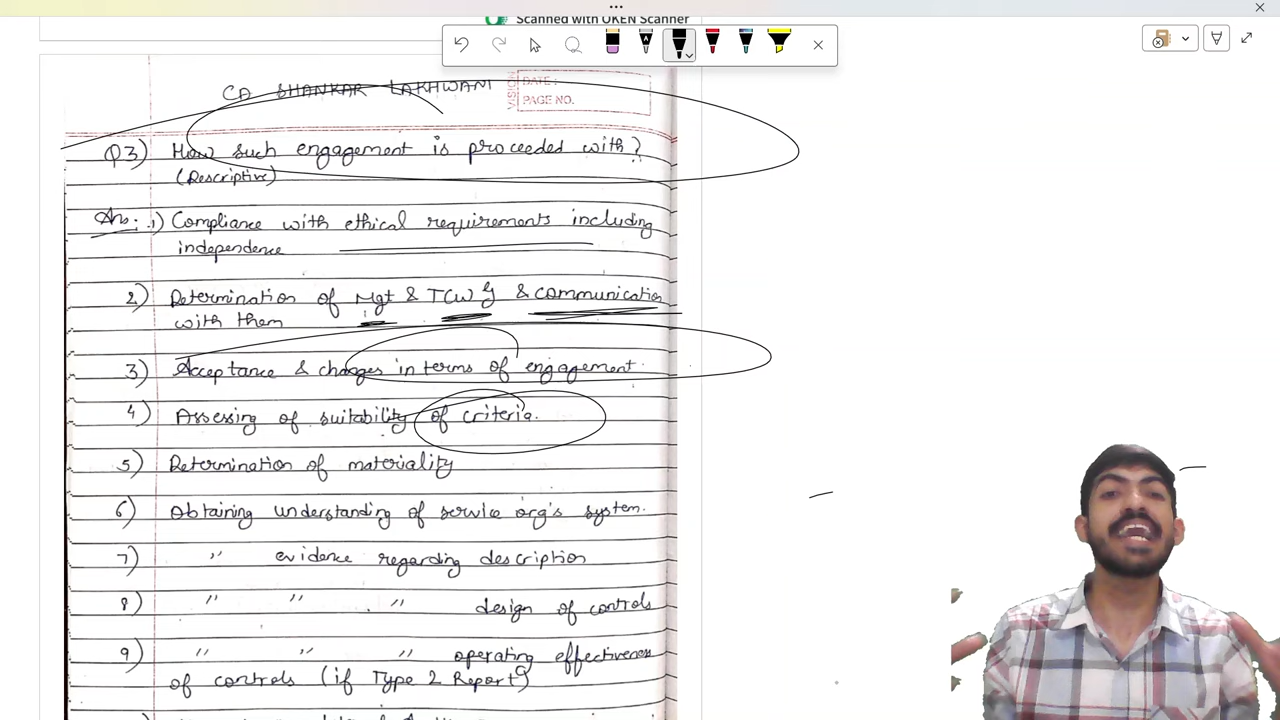 Scanned with OKEN Scanner
CA SHANKAR LAKHWANI
VISION
DATE:
PAGE NO.
Q3) How such engagement is proceeded with?
(Descriptive)
Ans: 1) Compliance with ethical requirements including
independence
2) Determination of Mgt & TCWG & communication
with them
3) Acceptance & changes in terms of engagement.
4) Assessing of suitability of criteria.
5) Determination of materiality
6) Obtaining understanding of service org's system.
7) " evidence regarding description
8) " " " design of controls
9) " " " operating effectiveness
of controls (if Type 2 Report)